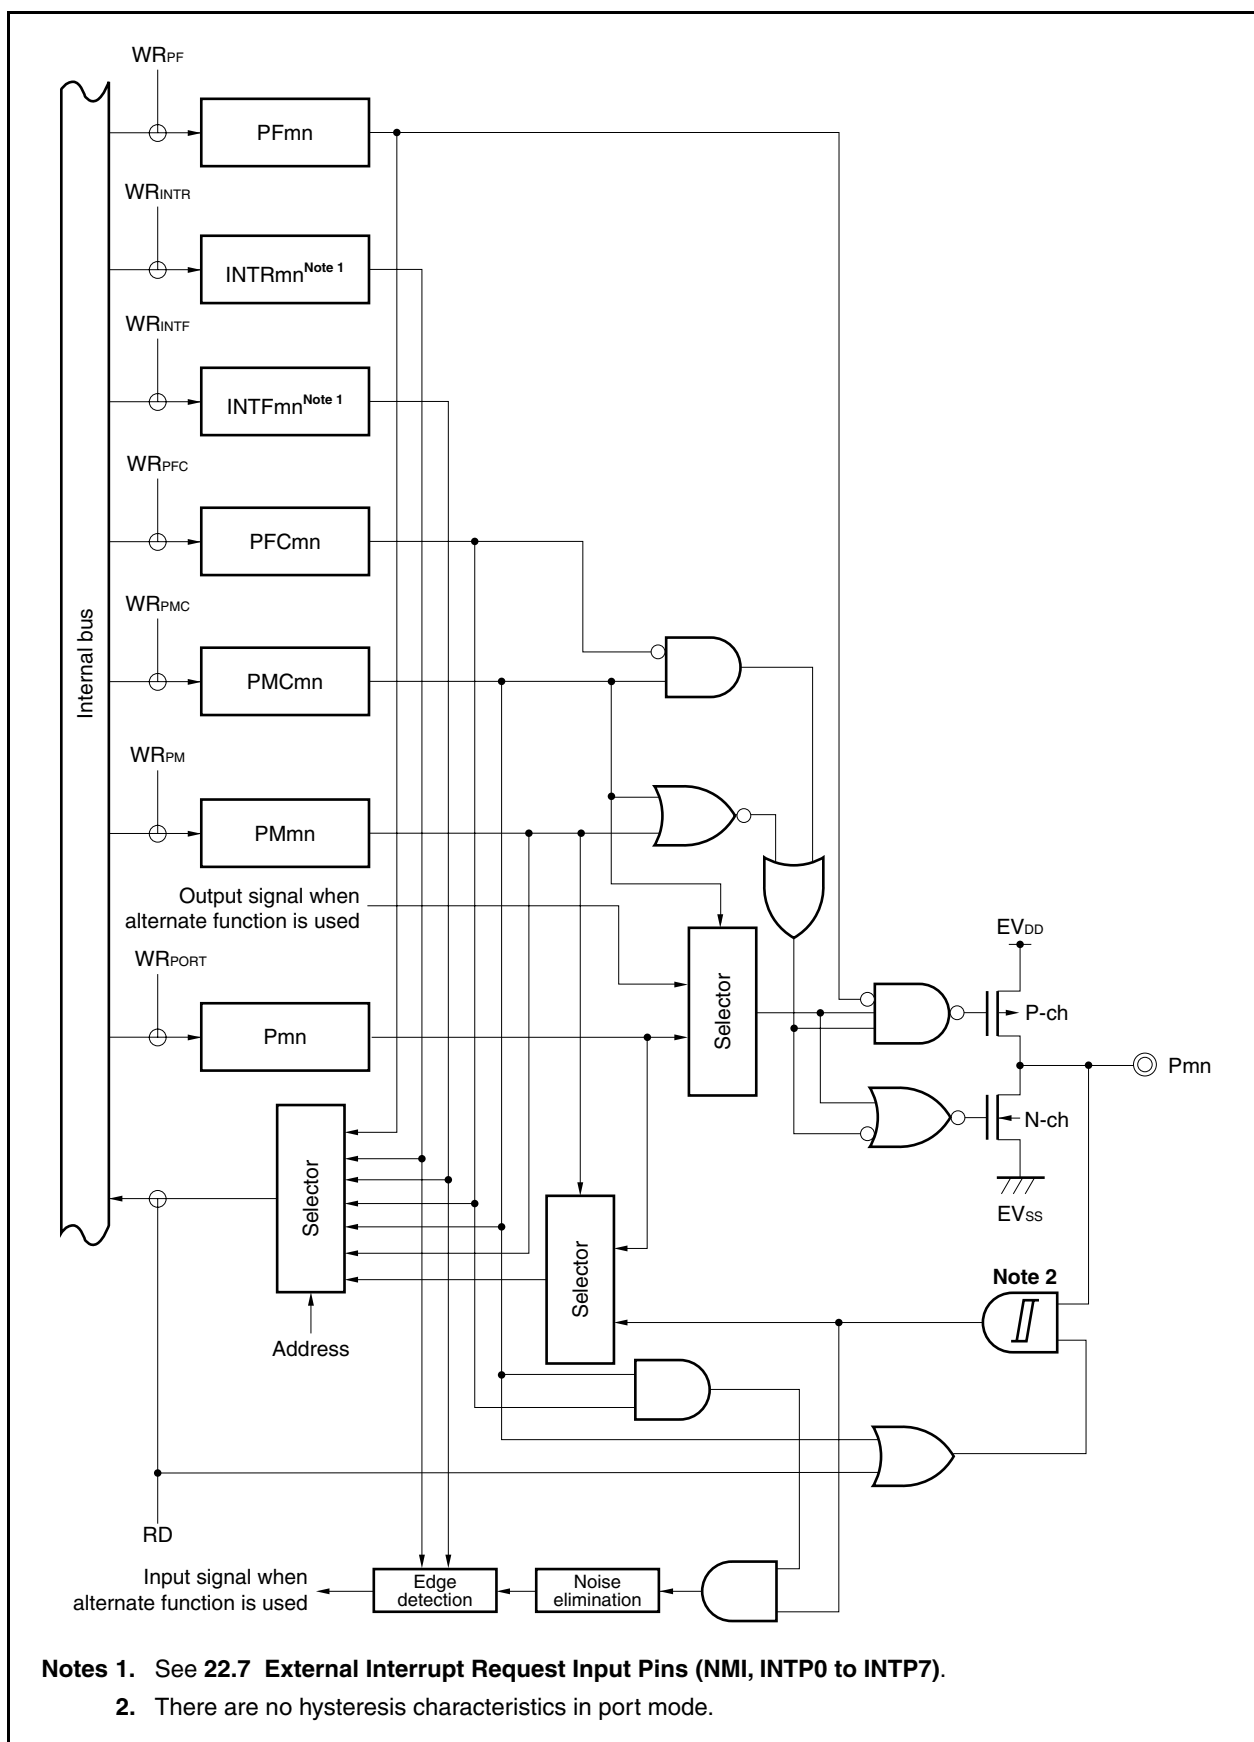 WRPF
PFmn
WRINTR
INTRmnNote 1
WRINTF
INTFmnNote 1
WRPFC
PFCmn
WRPMC
Internal bus
PMCmn
WRPM
PMmn
Output signal when
alternate function is used
WRPORT
Pmn
Selector
EVDD
P-ch
Pmn
N-ch
EVSS
Selector
Selector
Address
Note 2
RD
Input signal when
alternate function is used
Edge
detection
Noise
elimination
Notes 1. See 22.7 External Interrupt Request Input Pins (NMI, INTP0 to INTP7).
2. There are no hysteresis characteristics in port mode.